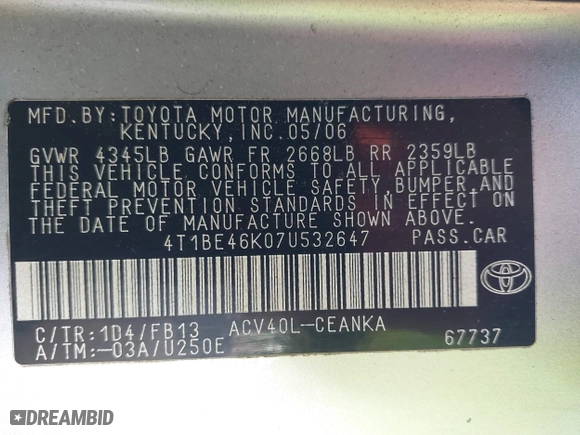 MFD.BY:TOYOTA MOTOR MANUFACTURING,
KENTUCKY,INC.05/06
GVWR 4345LB GAWR FR 2668LB RR 2359LB
THIS VEHICLE CONFORMS TO ALL APPLICABLE
FEDERAL MOTOR VEHICLE SAFETY,BUMPER,AND
THEFT PREVENTION STANDARDS IN EFFECT ON
THE DATE OF MANUFACTURE SHOWN ABOVE.
4T1BE46K07U532647 PASS.CAR
C/TR:1D4/FB13 ACV40L-CEANKA
A/TM:-03A/U250E 67737
DREAMBID